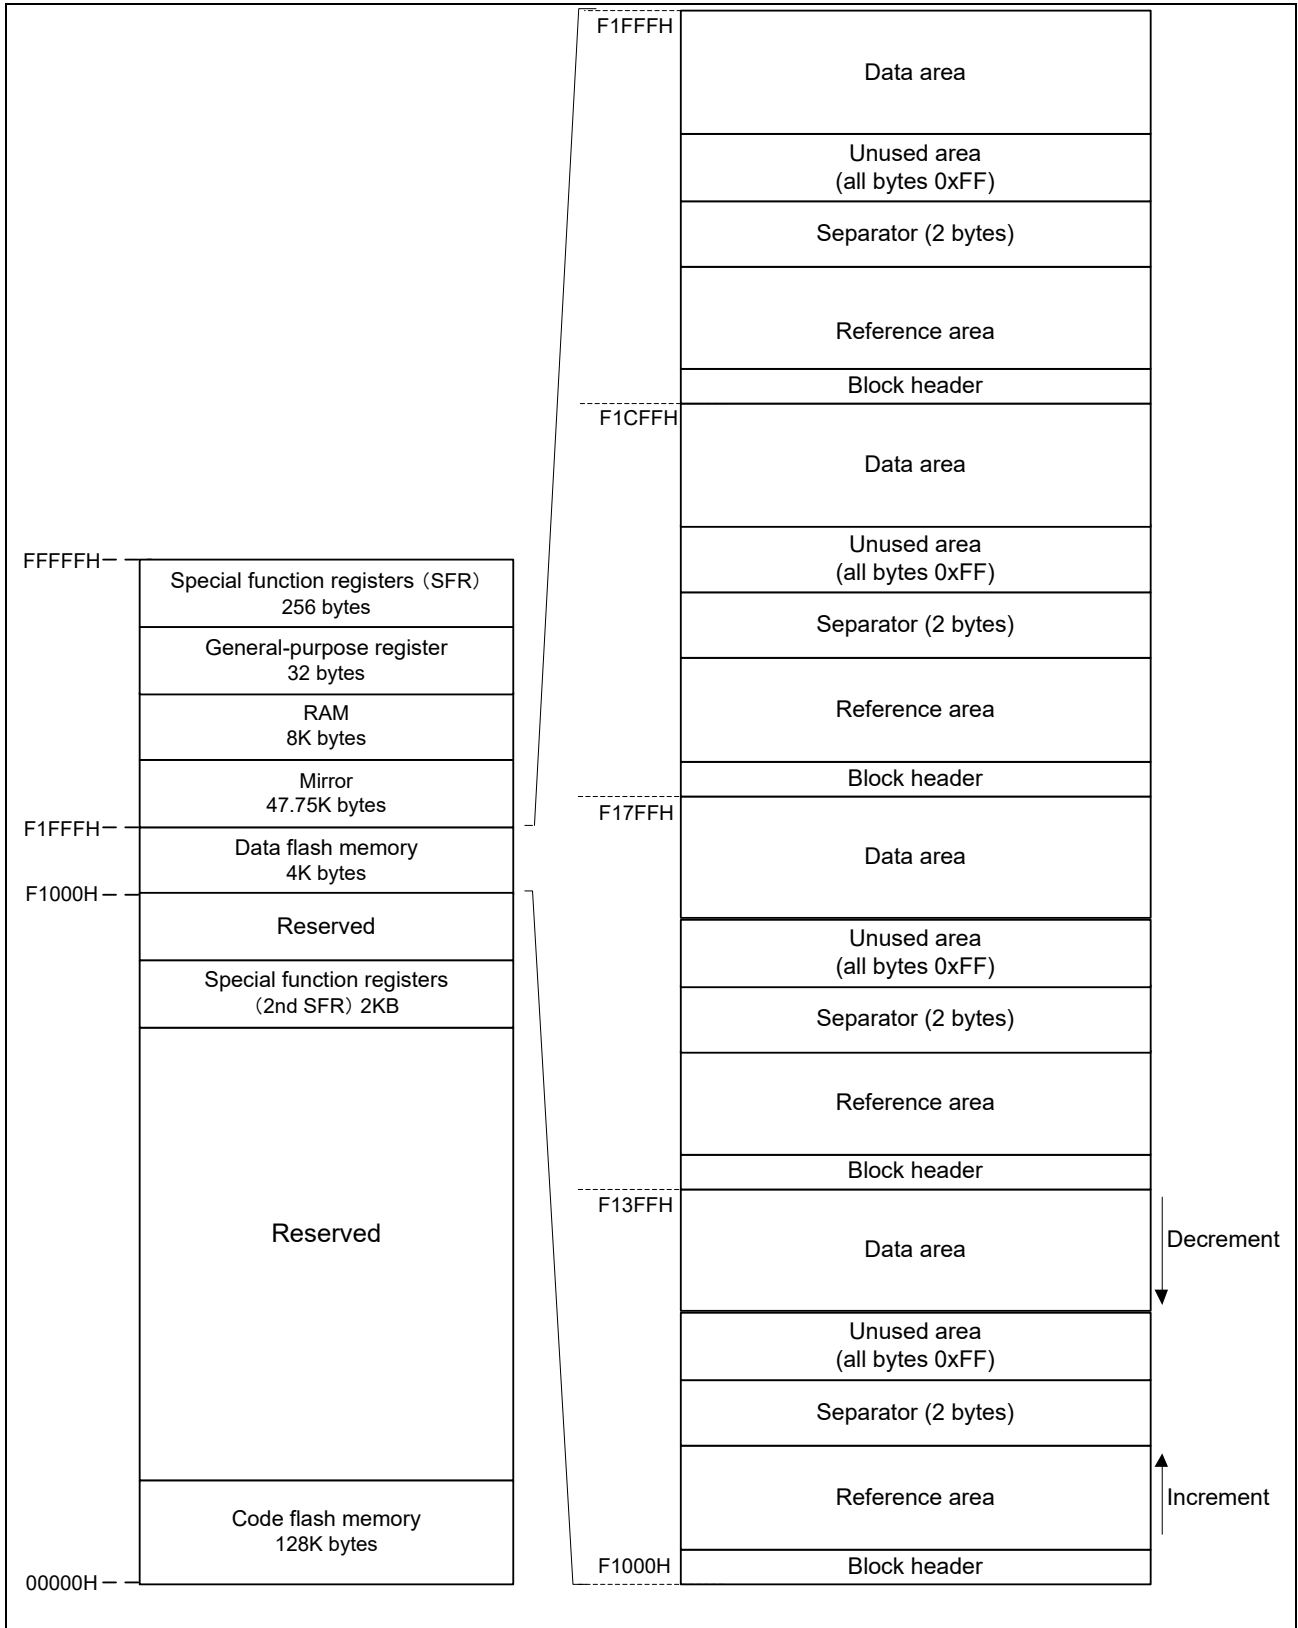 FFFFFH
Special function registers（SFR）
256 bytes
General-purpose register
32 bytes
RAM
8K bytes
Mirror
47.75K bytes
F1FFFH
Data flash memory
4K bytes
F1000H
Reserved
Special function registers
（2nd SFR）2KB
Reserved
Code flash memory
128K bytes
00000H
F1FFFH
Data area
Unused area
(all bytes 0xFF)
Separator (2 bytes)
Reference area
Block header
F1CFFH
Data area
Unused area
(all bytes 0xFF)
Separator (2 bytes)
Reference area
Block header
F17FFH
Data area
Unused area
(all bytes 0xFF)
Separator (2 bytes)
Reference area
Block header
F13FFH
Data area
Decrement
Unused area
(all bytes 0xFF)
Separator (2 bytes)
Reference area
Increment
F1000H
Block header